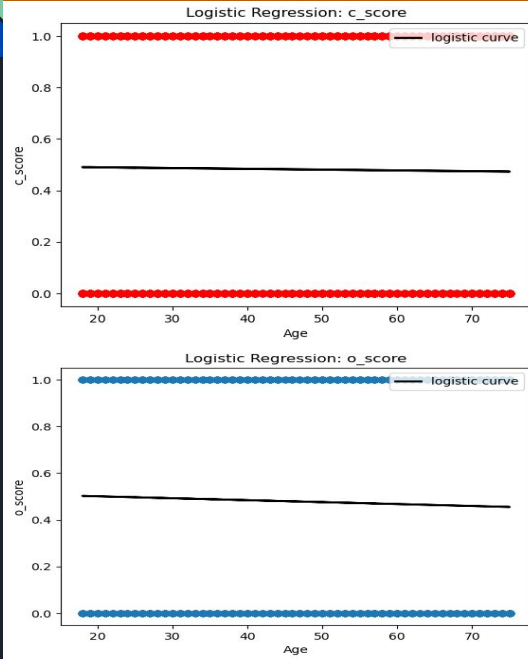 Logistic Regression: c_score
1.0
logistic curve
0.8
0.6
c_score
0.4
0.2
0.0
20 30 40 50 60 70
Age
Logistic Regression: o_score
1.0
logistic curve
0.8
0.6
o_score
0.4
0.2
0.0
20 30 40 50 60 70
Age